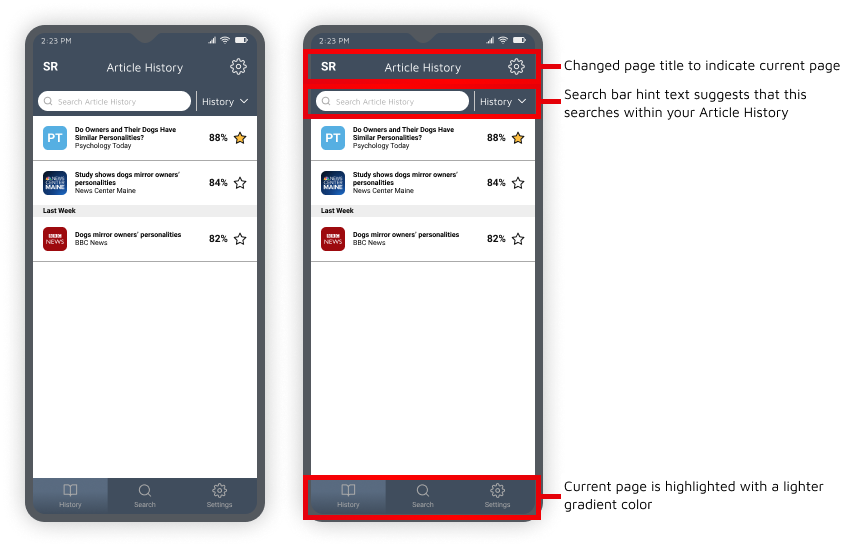 2:23 PM
SR
Article History
Search Article History
History
PT
Do Owners and Their Dogs Have
Similar Personalities?
Psychology Today
88%
NEWS
CENTER
MAINE
Study shows dogs mirror owners'
personalities
News Center Maine
84%
Last Week
BBC
NEWS
Dogs mirror owners' personalities
BBC News
82%
History
Search
Settings
2:23 PM
SR
Article History
Search Article History
History
PT
Do Owners and Their Dogs Have
Similar Personalities?
Psychology Today
88%
NEWS
CENTER
MAINE
Study shows dogs mirror owners'
personalities
News Center Maine
84%
Last Week
BBC
NEWS
Dogs mirror owners' personalities
BBC News
82%
History
Search
Settings
Changed page title to indicate current page
Search bar hint text suggests that this
searches within your Article History
Current page is highlighted with a lighter
gradient color